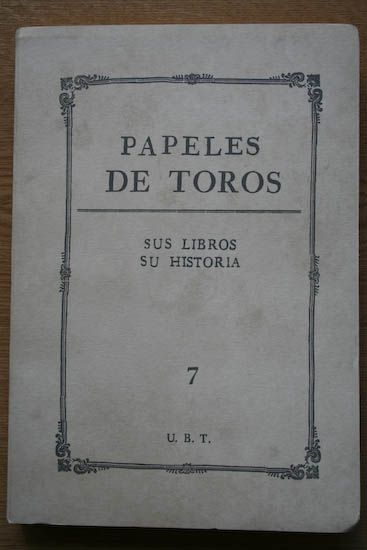 PAPELES
DE TOROS
SUS LIBROS
SU HISTORIA
7
U. B. T.